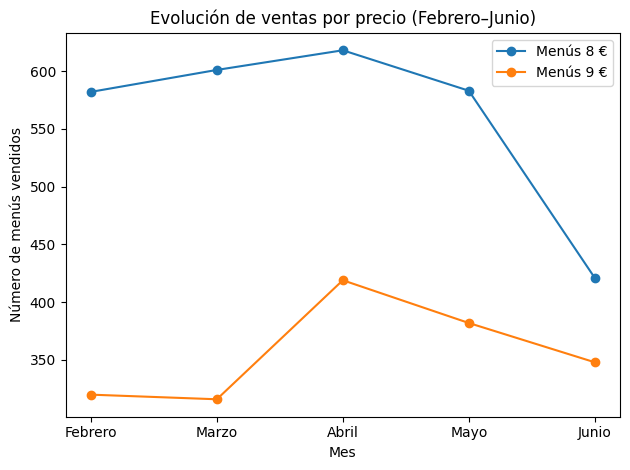 Evolución de ventas por precio (Febrero–Junio)
Menús 8 €
Menús 9 €
Número de menús vendidos
600
550
500
450
400
350
Febrero
Marzo
Abril
Mayo
Junio
Mes